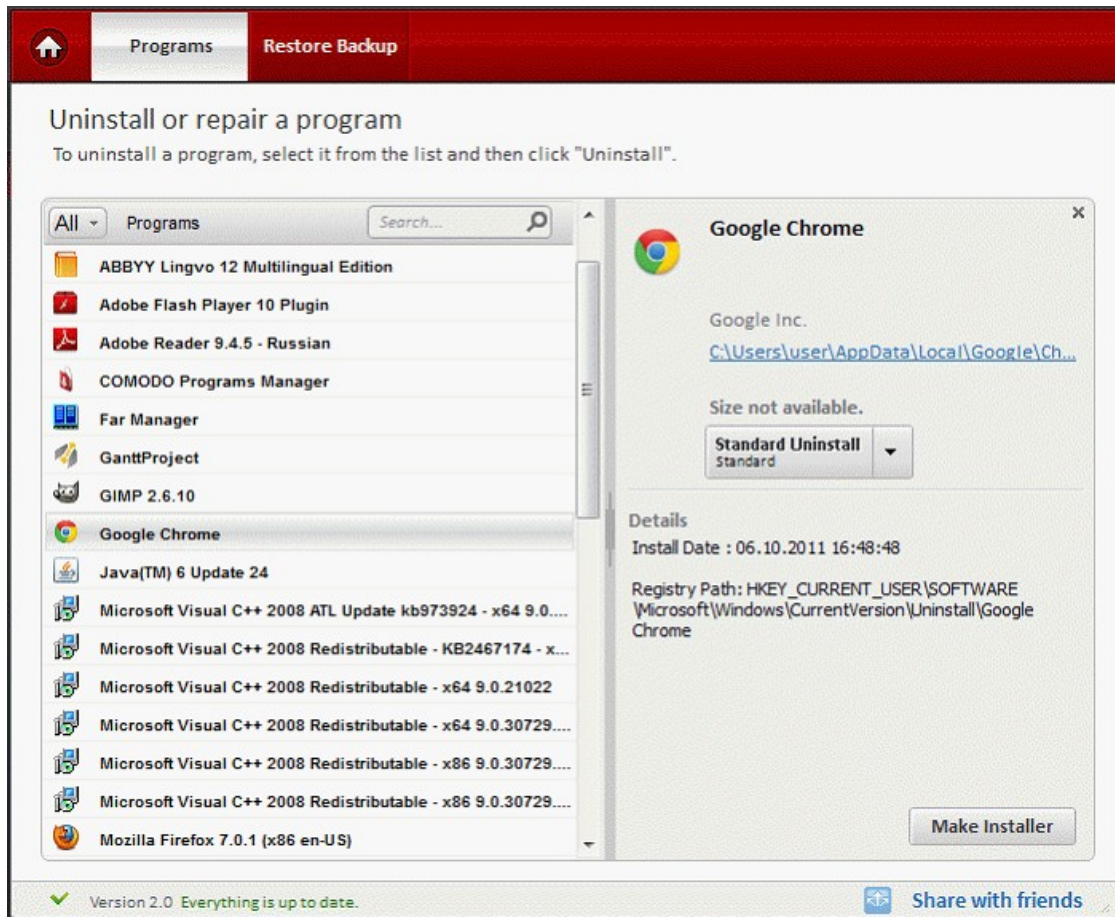 Programs
Restore Backup
Uninstall or repair a program
To uninstall a program, select it from the list and then click "Uninstall".
All Programs Search...
ABBYY Lingvo 12 Multilingual Edition
Adobe Flash Player 10 Plugin
Adobe Reader 9.4.5 - Russian
COMODO Programs Manager
Far Manager
GanttProject
GIMP 2.6.10
Google Chrome
Java(TM) 6 Update 24
Microsoft Visual C++ 2008 ATL Update kb973924 - x64 9.0....
Microsoft Visual C++ 2008 Redistributable - KB2467174 - x...
Microsoft Visual C++ 2008 Redistributable - x64 9.0.21022
Microsoft Visual C++ 2008 Redistributable - x64 9.0.30729....
Microsoft Visual C++ 2008 Redistributable - x86 9.0.30729....
Microsoft Visual C++ 2008 Redistributable - x86 9.0.30729....
Mozilla Firefox 7.0.1 (x86 en-US)
Google Chrome
Google Inc.
C:\Users\user\AppData\Local\Google\Ch...
Size not available.
Standard Uninstall
Standard
Details
Install Date : 06.10.2011 16:48:48
Registry Path: HKEY_CURRENT_USER\SOFTWARE
\Microsoft\Windows\CurrentVersion\Uninstall\Google
Chrome
Make Installer
Version 2.0 Everything is up to date.
Share with friends